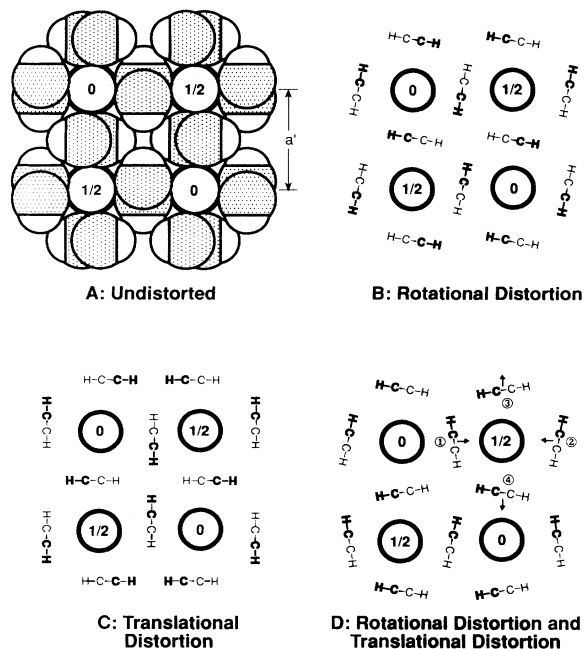 0 1/2
a'
1/2 0
A: Undistorted
H-C-C-H H-C-C-H
H-C-C-H 0 H-C-C-H 1/2 H-C-C-H
H-C-C-H H-C-C-H
H-C-C-H 1/2 H-C-C-H 0 H-C-C-H
H-C-C-H H-C-C-H
B: Rotational Distortion
H-C-C-H H-C-C-H
H-C-C-H 0 H-C-C-H 1/2 H-C-C-H
H-C-C-H H-C-C-H
H-C-C-H 1/2 H-C-C-H 0 H-C-C-H
H-C-C-H H-C-C-H
C: Translational
Distortion
H-C-C-H H-C-C-H
③
H-C-C-H 0 ① H-C-C-H 1/2 H-C-C-H ②
④
H-C-C-H H-C-C-H
H-C-C-H 1/2 H-C-C-H 0 H-C-C-H
H-C-C-H H-C-C-H
D: Rotational Distortion and
Translational Distortion